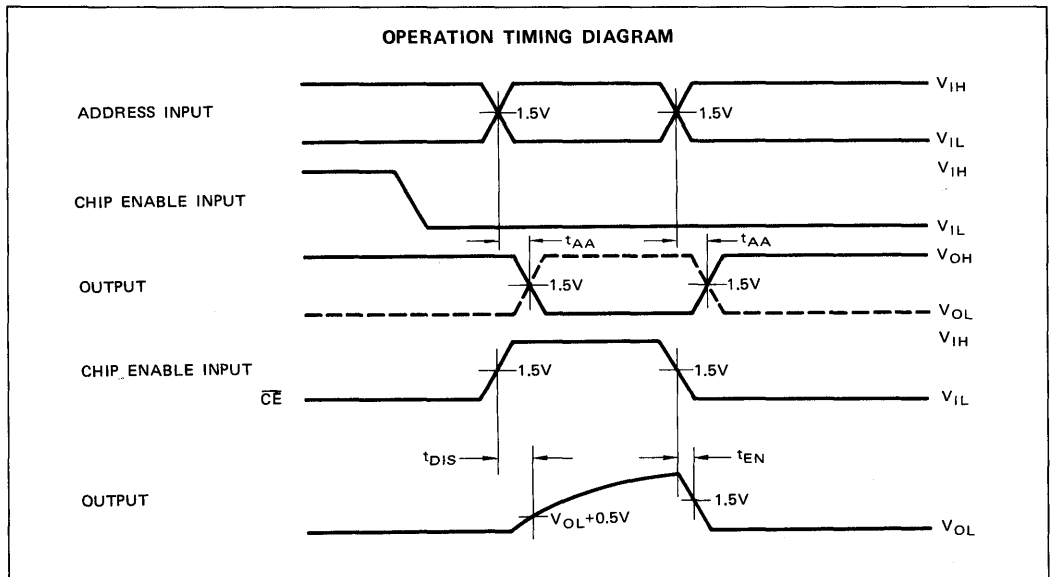 OPERATION TIMING DIAGRAM
VIH
ADDRESS INPUT
1.5V
1.5V
VIL
VIH
CHIP ENABLE INPUT
VIL
tAA
tAA
VOH
OUTPUT
1.5V
1.5V
VOL
VIH
CHIP ENABLE INPUT
1.5V
1.5V
CE
VIL
tDIS
tEN
OUTPUT
1.5V
VOL+0.5V
VOL